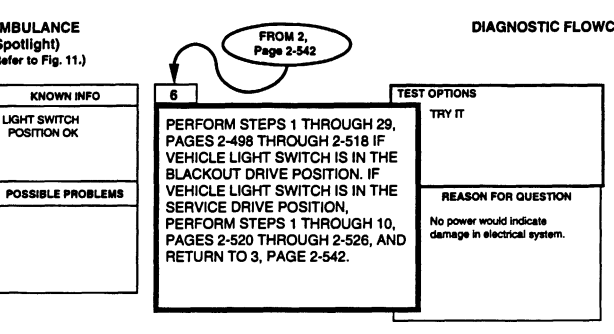 MBULANCE
Spotlight)
efer to Fig. 11.)
DIAGNOSTIC FLOWC
FROM 2,
Page 2-542
6
KNOWN INFO
LIGHT SWITCH
POSITION OK
POSSIBLE PROBLEMS
PERFORM STEPS 1 THROUGH 29,
PAGES 2-498 THROUGH 2-518 IF
VEHICLE LIGHT SWITCH IS IN THE
BLACKOUT DRIVE POSITION. IF
VEHICLE LIGHT SWITCH IS IN THE
SERVICE DRIVE POSITION,
PERFORM STEPS 1 THROUGH 10,
PAGES 2-520 THROUGH 2-526, AND
RETURN TO 3, PAGE 2-542.
TEST OPTIONS
TRY IT
REASON FOR QUESTION
No power would indicate
damage in electrical system.